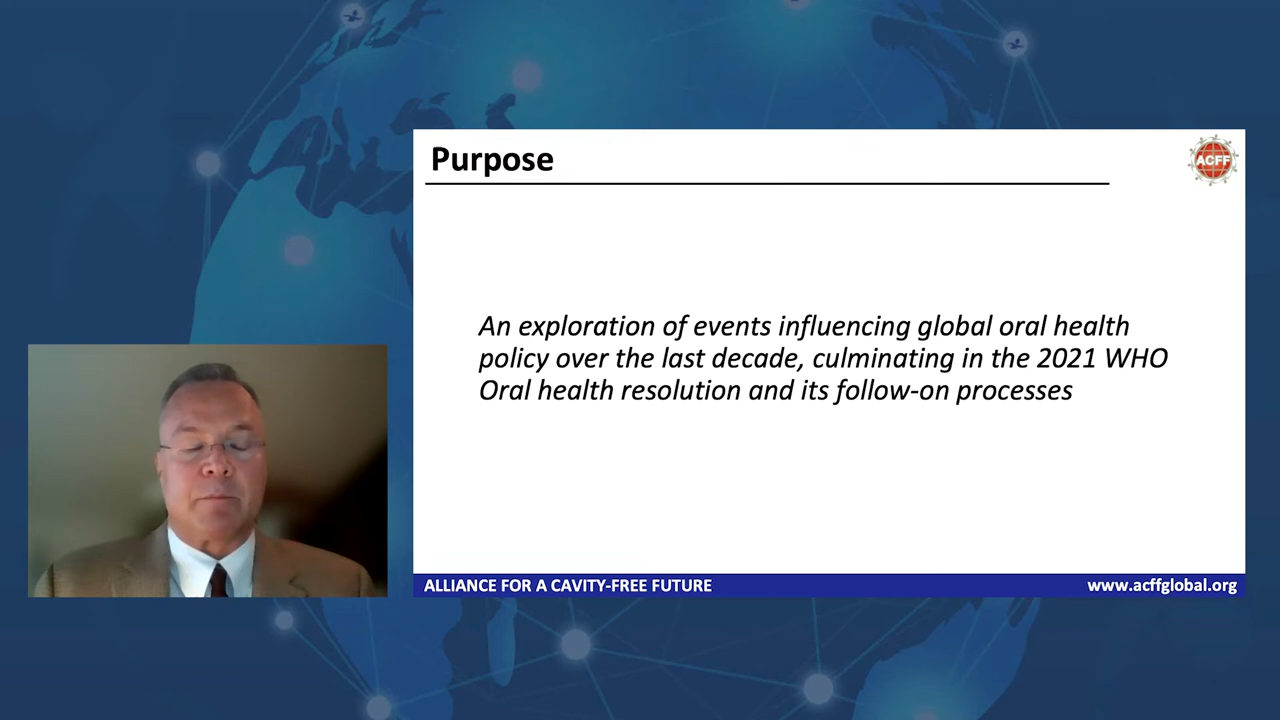 Purpose
ACFF
An exploration of events influencing global oral health
policy over the last decade, culminating in the 2021 WHO
Oral health resolution and its follow-on processes
ALLIANCE FOR A CAVITY-FREE FUTURE
www.acffglobal.org